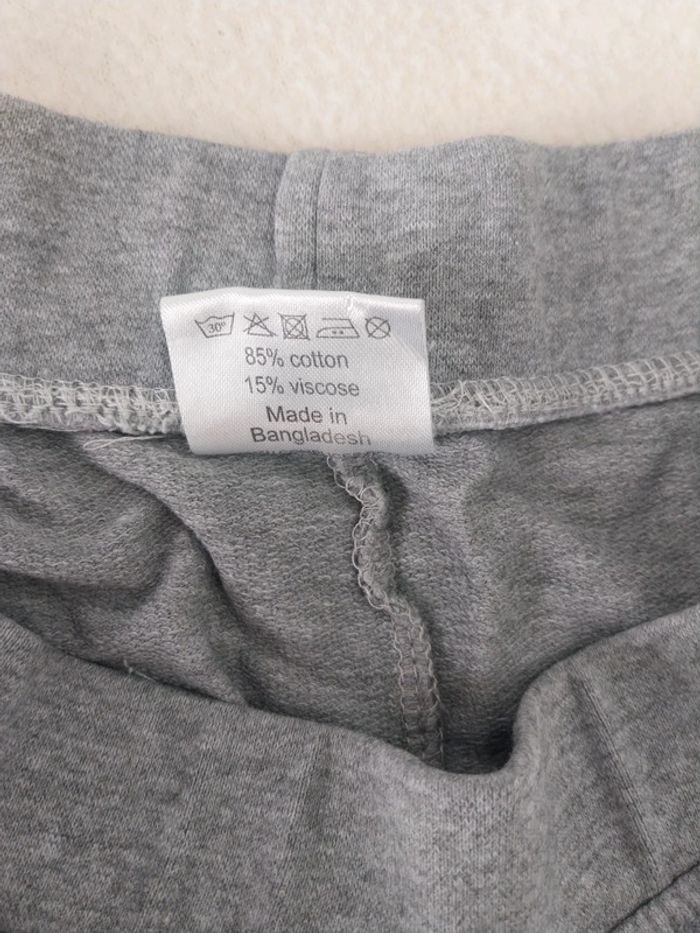 30°
85% cotton
15% viscose
Made in
Bangladesh